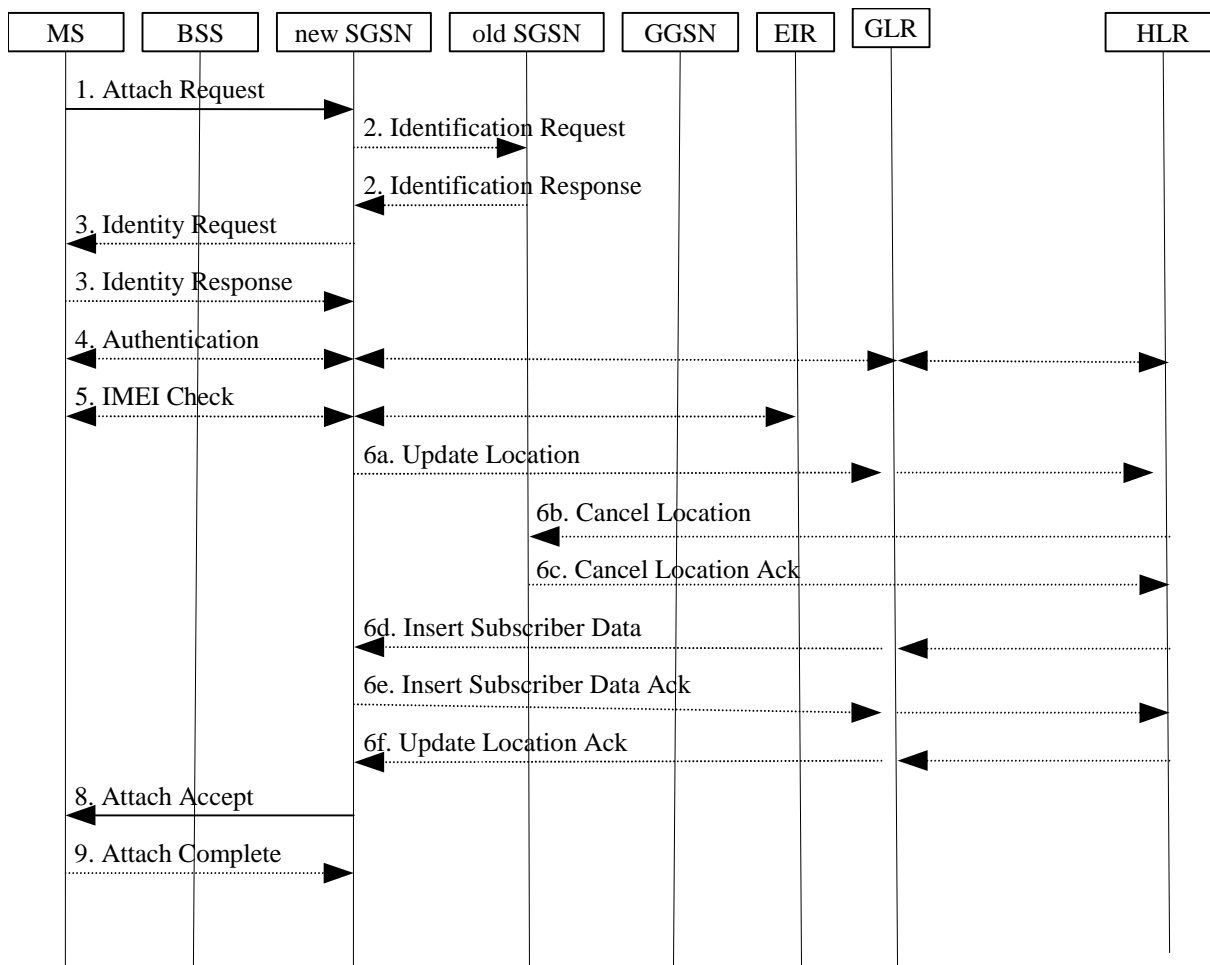 MS
BSS
new SGSN
old SGSN
GGSN
EIR
GLR
HLR
1. Attach Request
2. Identification Request
2. Identification Response
3. Identity Request
3. Identity Response
4. Authentication
5. IMEI Check
6a. Update Location
6b. Cancel Location
6c. Cancel Location Ack
6d. Insert Subscriber Data
6e. Insert Subscriber Data Ack
6f. Update Location Ack
8. Attach Accept
9. Attach Complete